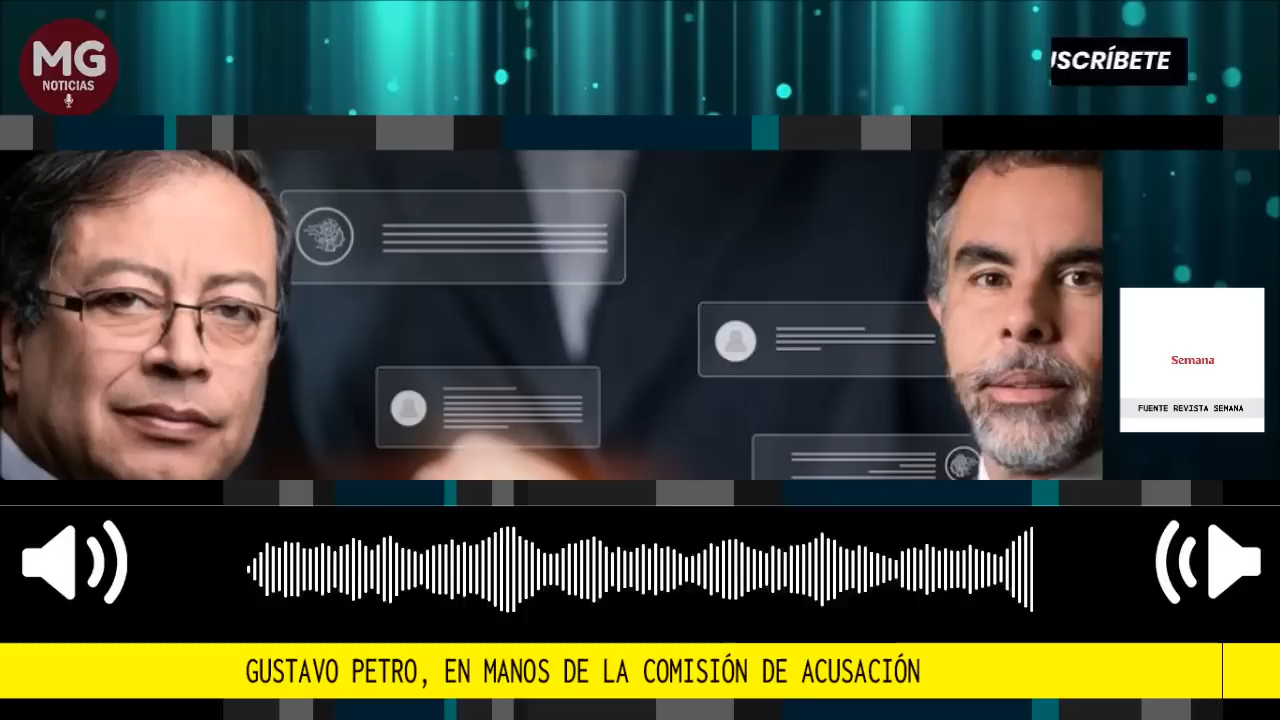 MG
NOTICIAS
USCRÍBETE
Semana
FUENTE REVISTA SEMANA
GUSTAVO PETRO, EN MANOS DE LA COMISIÓN DE ACUSACIÓN